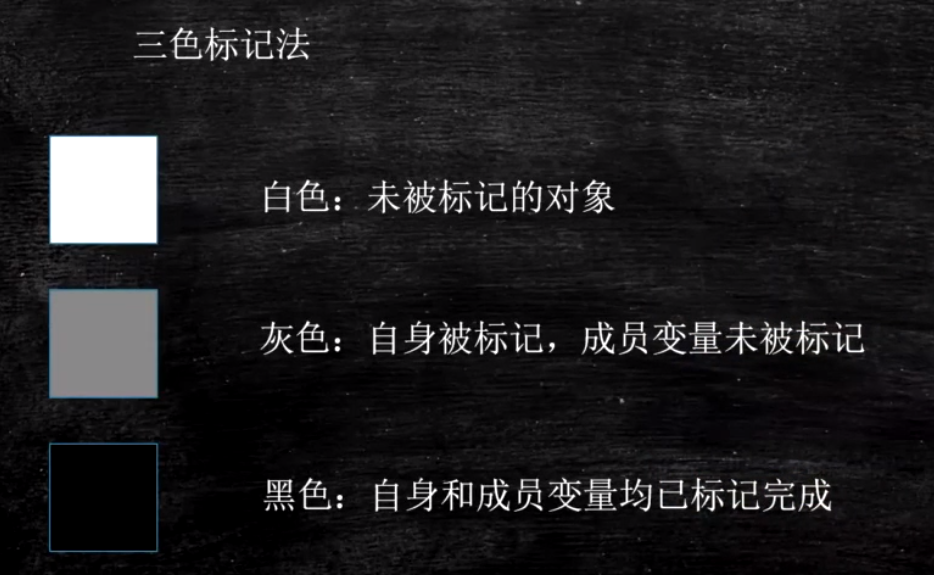 三色标记法
白色：未被标记的对象
灰色：自身被标记，成员变量未被标记
黑色：自身和成员变量均已标记完成